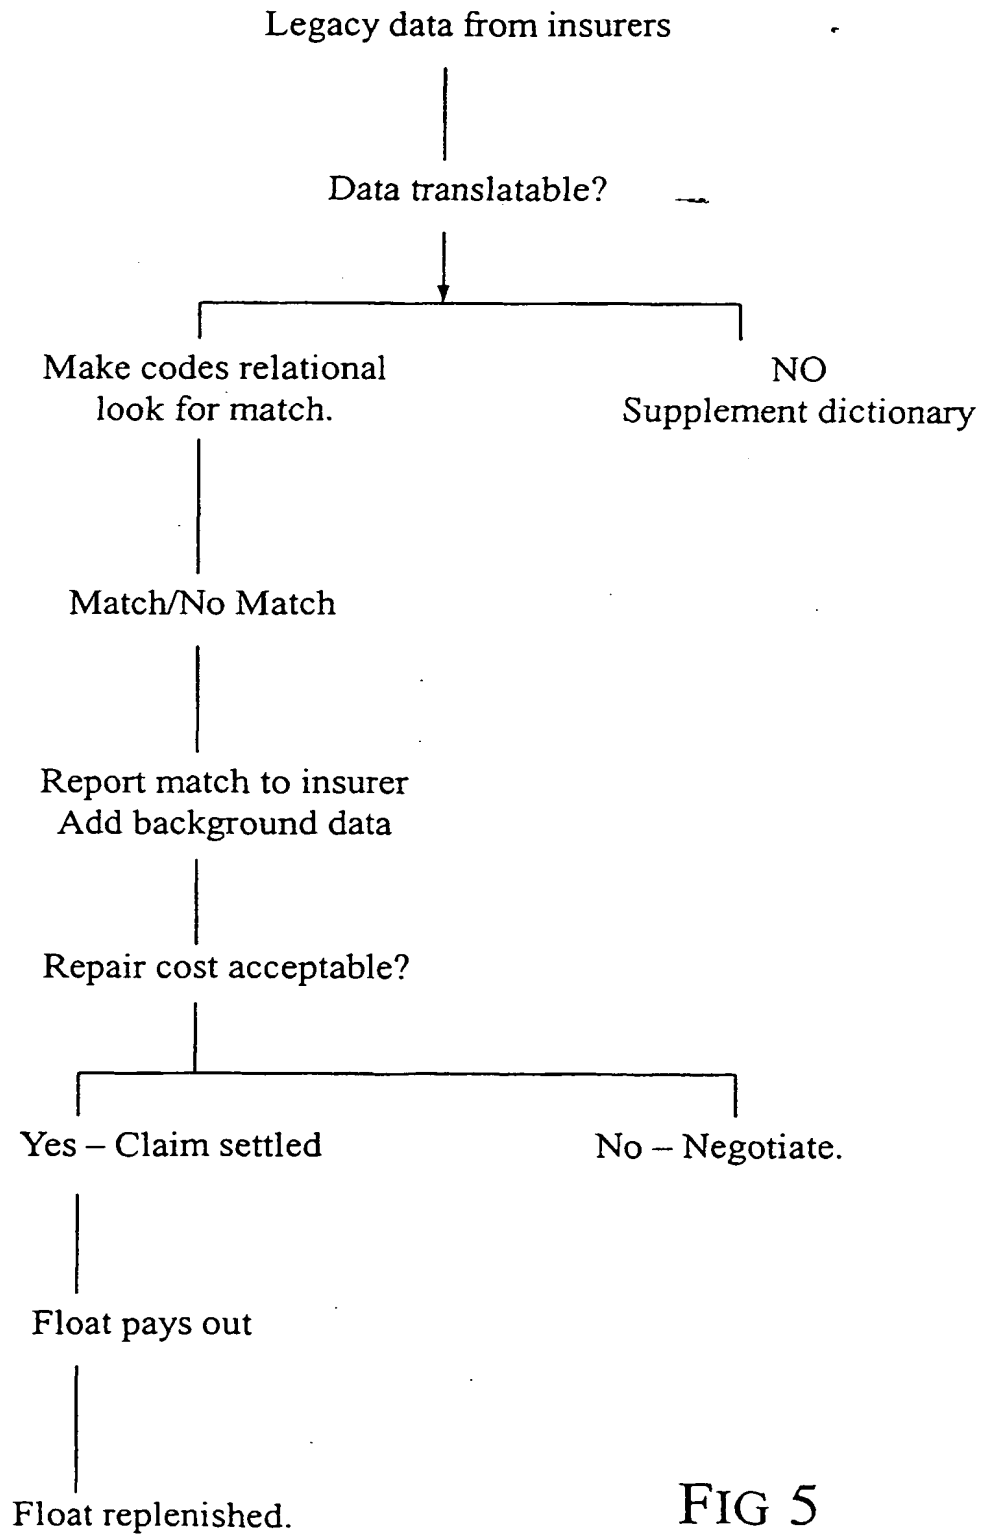 Legacy data from insurers
Data translatable?
Make codes relational
look for match.
NO
Supplement dictionary
Match/No Match
Report match to insurer
Add background data
Repair cost acceptable?
Yes – Claim settled
No – Negotiate.
Float pays out
Float replenished.
FIG 5